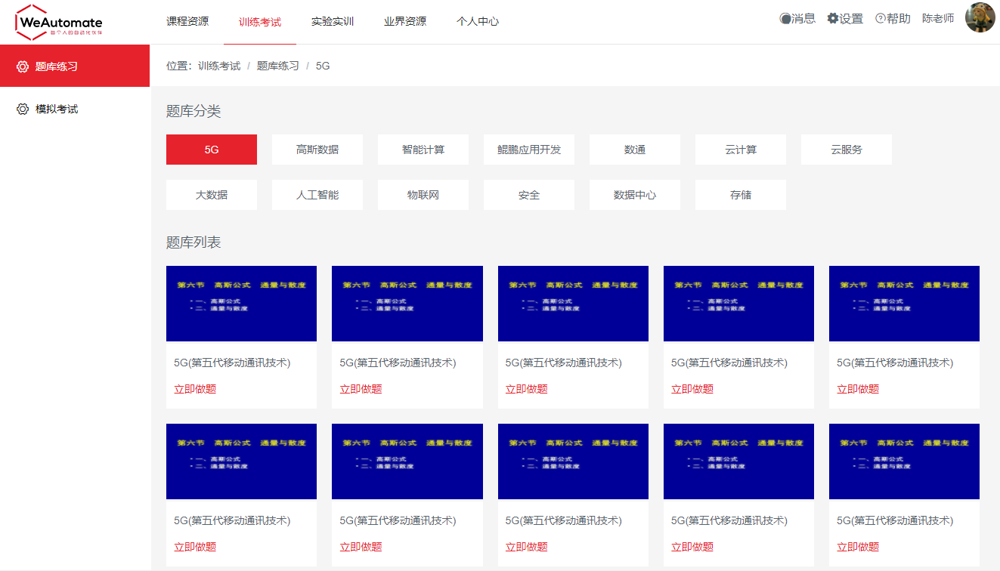 WeAutomate
每个人的自动化伙伴
课程资源 训练考试 实验实训 业界资源 个人中心
消息 设置 帮助 陈老师
题库练习
模拟考试
位置：训练考试 / 题库练习 / 5G
题库分类
5G 高斯数据 智能计算 鲲鹏应用开发 数通 云计算 云服务
大数据 人工智能 物联网 安全 数据中心 存储
题库列表
第六节 高斯公式 通量与散度 第六节 高斯公式 通量与散度 第六节 高斯公式 通量与散度 第六节 高斯公式 通量与散度 第六节 高斯公式 通量与散度
·一、高斯公式 ·一、高斯公式 ·一、高斯公式 ·一、高斯公式 ·一、高斯公式
·二、通量与散度 ·二、通量与散度 ·二、通量与散度 ·二、通量与散度 ·二、通量与散度
5G(第五代移动通讯技术) 5G(第五代移动通讯技术) 5G(第五代移动通讯技术) 5G(第五代移动通讯技术) 5G(第五代移动通讯技术)
立即做题 立即做题 立即做题 立即做题 立即做题
第六节 高斯公式 通量与散度 第六节 高斯公式 通量与散度 第六节 高斯公式 通量与散度 第六节 高斯公式 通量与散度 第六节 高斯公式 通量与散度
·一、高斯公式 ·一、高斯公式 ·一、高斯公式 ·一、高斯公式 ·一、高斯公式
·二、通量与散度 ·二、通量与散度 ·二、通量与散度 ·二、通量与散度 ·二、通量与散度
5G(第五代移动通讯技术) 5G(第五代移动通讯技术) 5G(第五代移动通讯技术) 5G(第五代移动通讯技术) 5G(第五代移动通讯技术)
立即做题 立即做题 立即做题 立即做题 立即做题